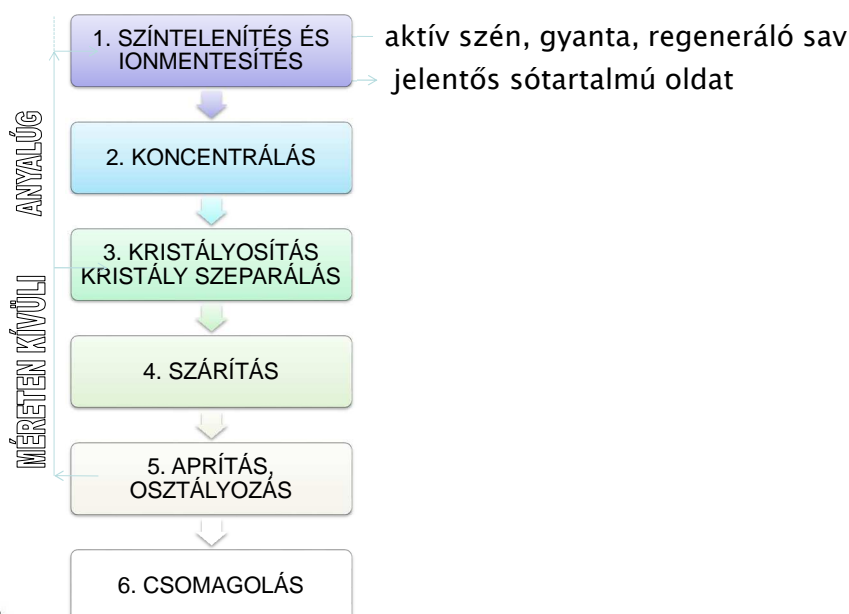 1. SZÍNTELENÍTÉS ÉS
IONMENTESÍTÉS
aktív szén, gyanta, regeneráló sav
jelentős sótartalmú oldat
2. KONCENTRÁLÁS
ANYALÚG
3. KRISTÁLYOSÍTÁS
KRISTÁLY SZEPARÁLÁS
MÉRETEN KÍVÜLI
4. SZÁRÍTÁS
5. APRÍTÁS,
OSZTÁLYOZÁS
6. CSOMAGOLÁS